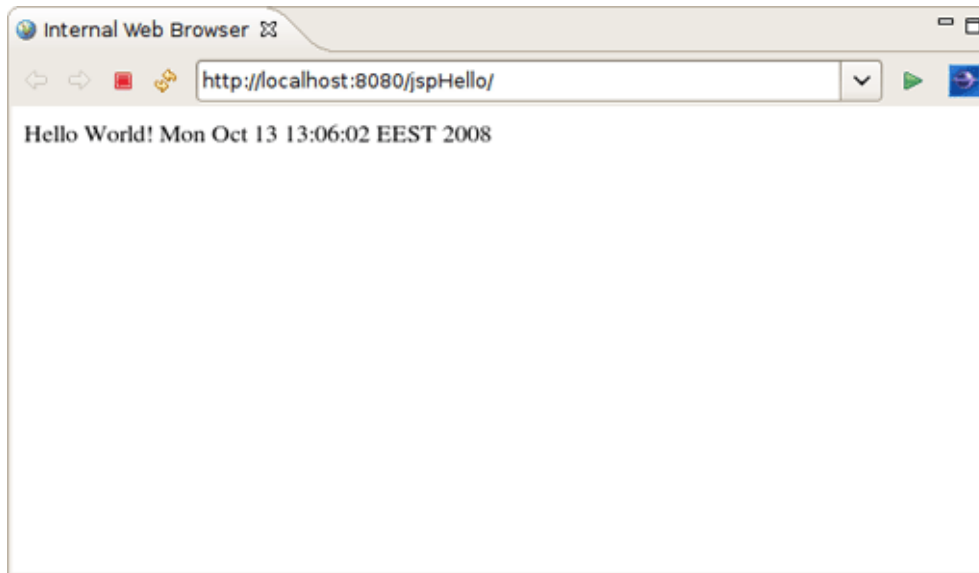 Internal Web Browser
http://localhost:8080/jspHello/
Hello World! Mon Oct 13 13:06:02 EEST 2008